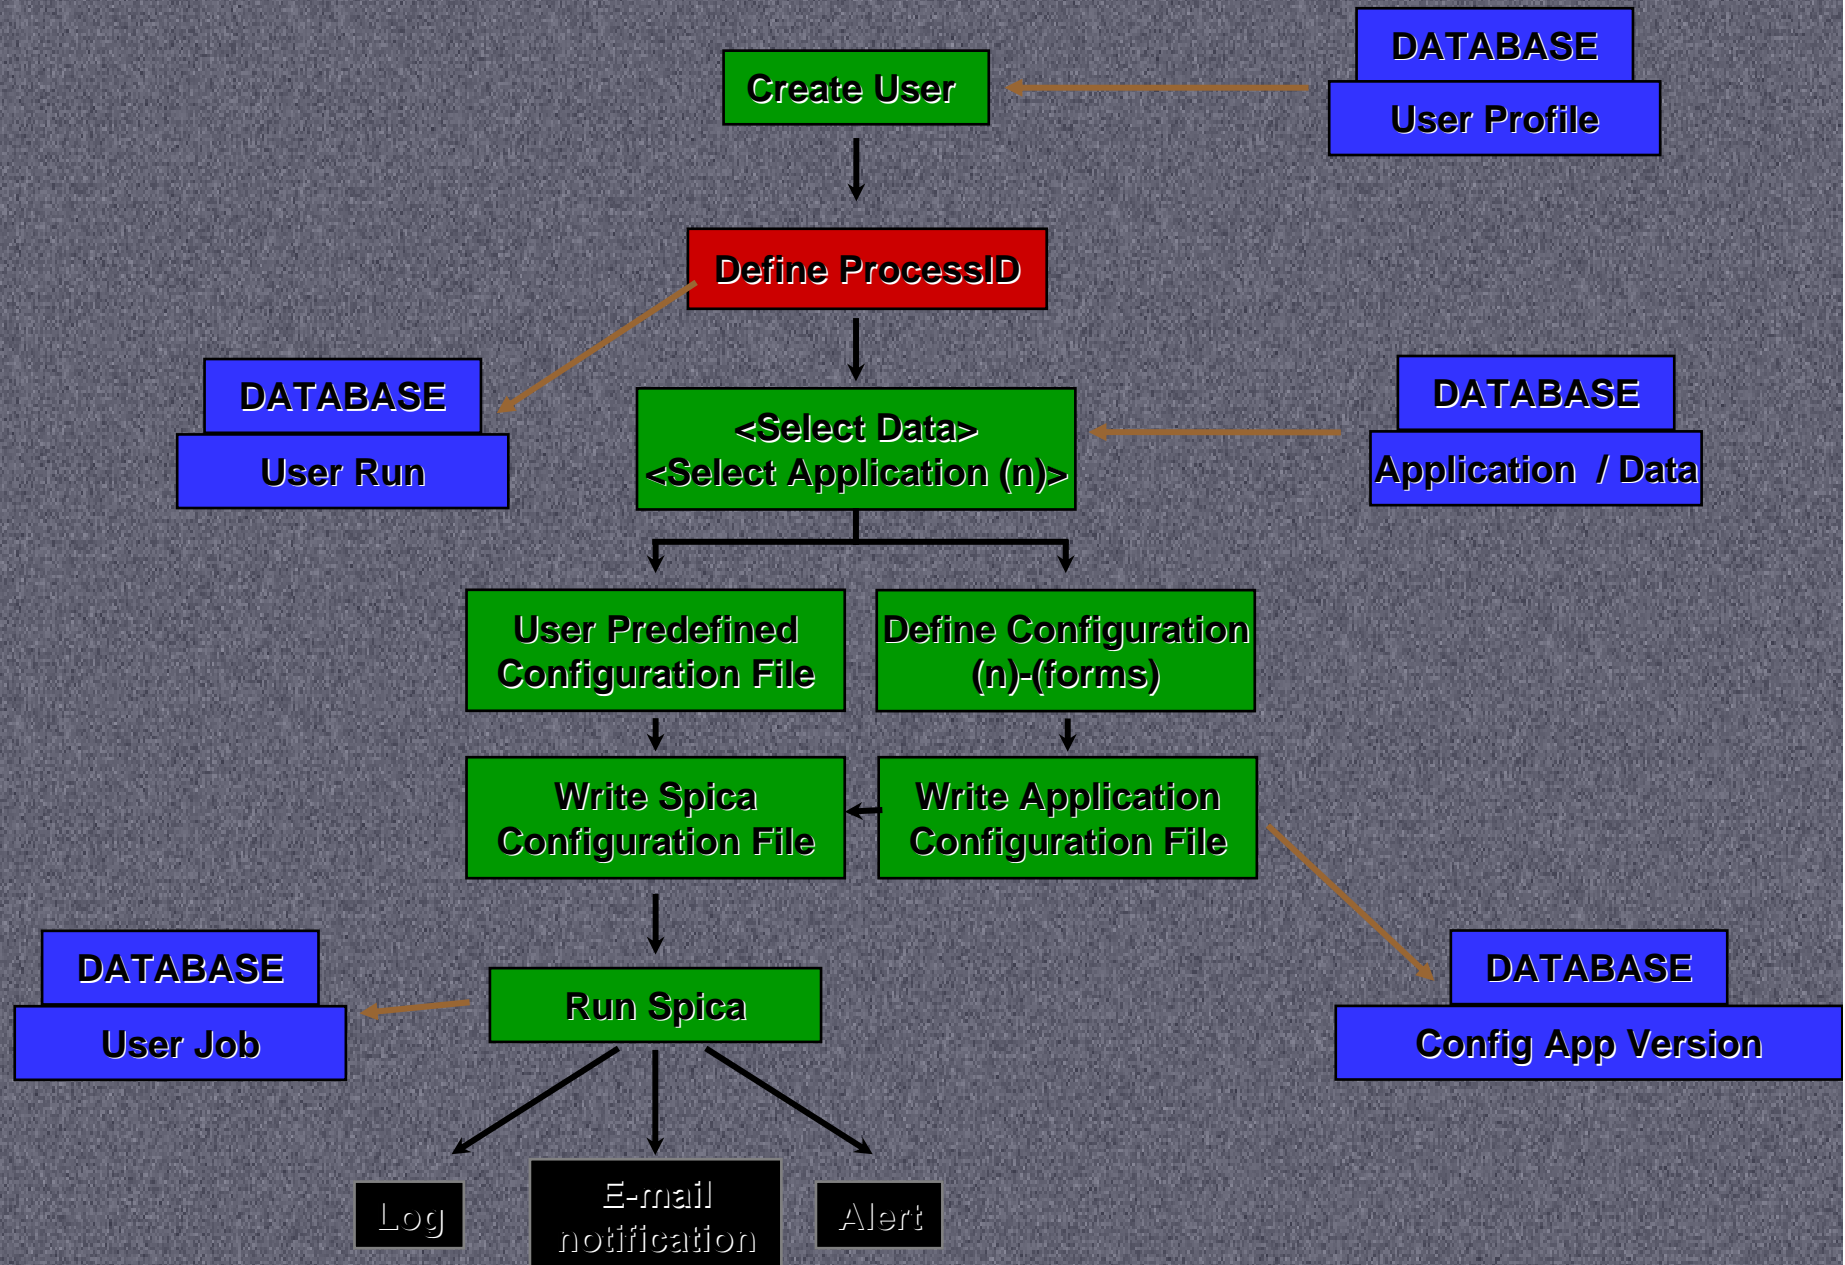 DATABASE
User Profile
Create User
Define ProcessID
DATABASE
User Run
<Select Data>
<Select Application (n)>
DATABASE
Application / Data
User Predefined
Configuration File
Define Configuration
(n)-(forms)
Write Spica
Configuration File
Write Application
Configuration File
DATABASE
User Job
Run Spica
DATABASE
Config App Version
Log
E-mail
notification
Alert